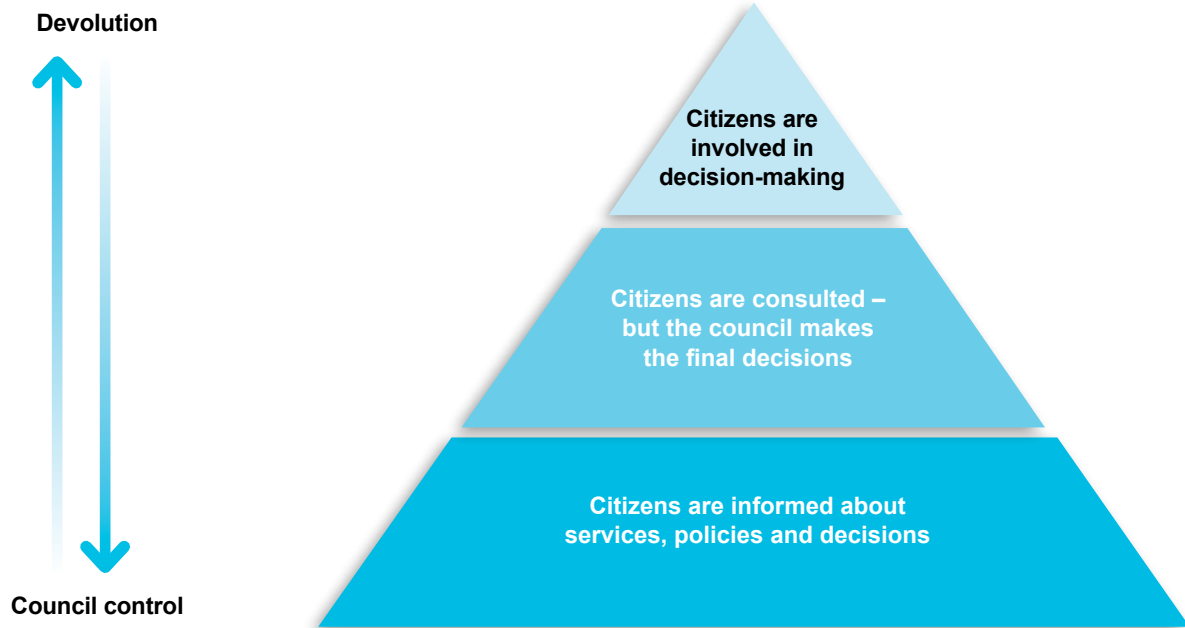 Devolution
Citizens are
involved in
decision-making
Citizens are consulted –
but the council makes
the final decisions
Citizens are informed about
services, policies and decisions
Council control